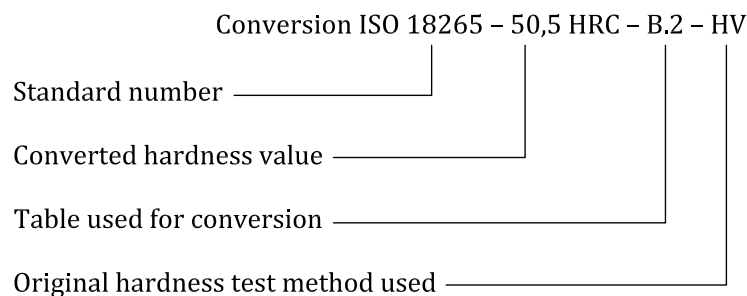 Conversion ISO 18265 – 50,5 HRC – B.2 – HV
Standard number
Converted hardness value
Table used for conversion
Original hardness test method used